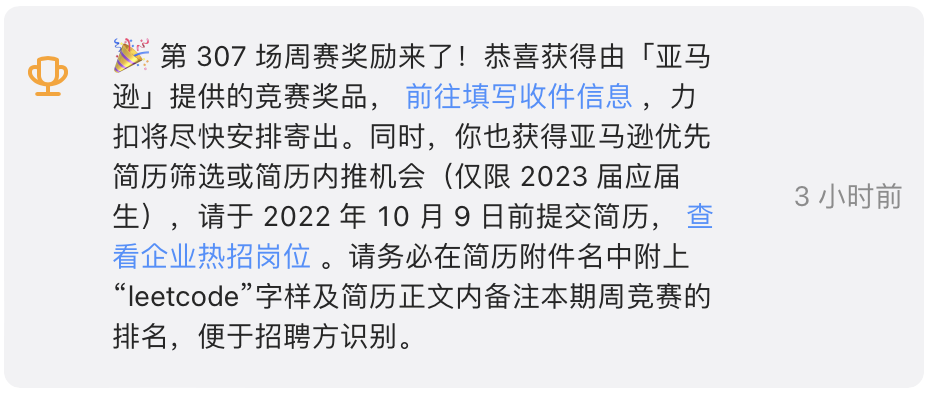 🎉 第 307 场周赛奖励来了！恭喜获得由「亚马
逊」提供的竞赛奖品， 前往填写收件信息 ，力
扣将尽快安排寄出。同时，你也获得亚马逊优先
简历筛选或简历内推机会（仅限 2023 届应届
生），请于 2022 年 10 月 9 日前提交简历， 查
看企业热招岗位 。请务必在简历附件名中附上
“leetcode”字样及简历正文内备注本期周竞赛的
排名，便于招聘方识别。
3 小时前